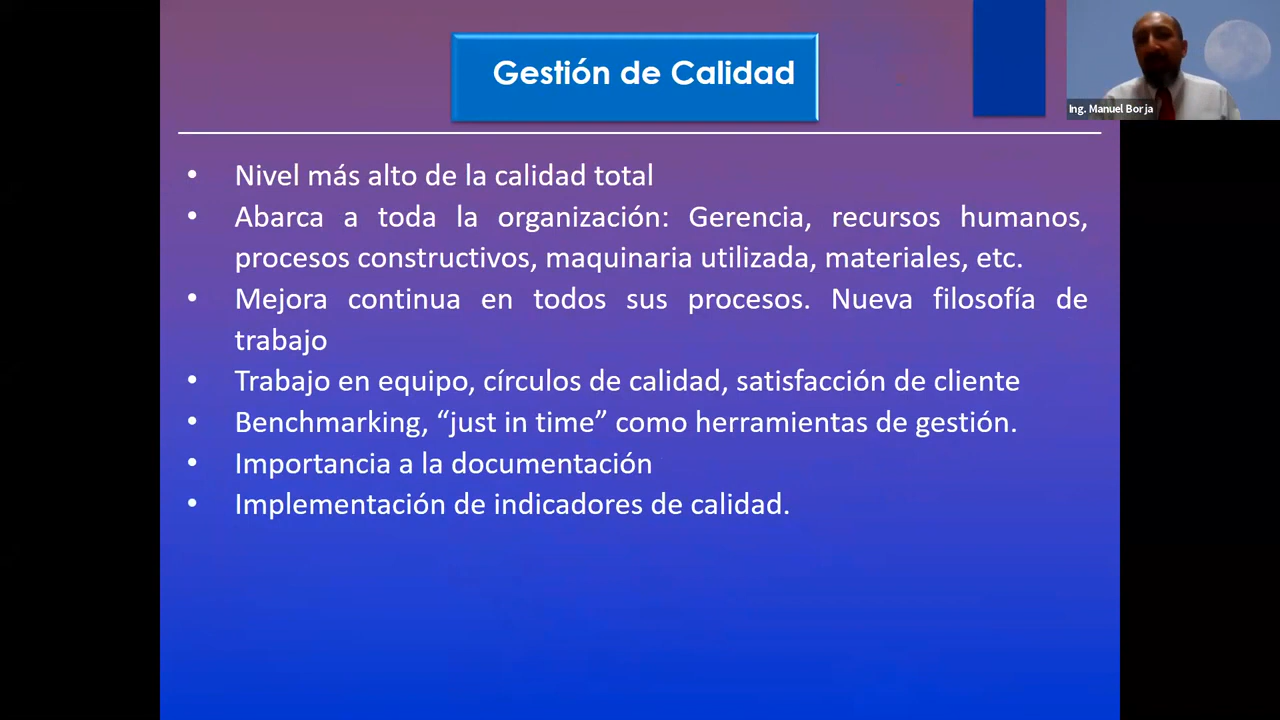 Gestión de Calidad
Ing. Manuel Borja
• Nivel más alto de la calidad total
• Abarca a toda la organización: Gerencia, recursos humanos,
procesos constructivos, maquinaria utilizada, materiales, etc.
• Mejora continua en todos sus procesos. Nueva filosofía de
trabajo
• Trabajo en equipo, círculos de calidad, satisfacción de cliente
• Benchmarking, “just in time” como herramientas de gestión.
• Importancia a la documentación
• Implementación de indicadores de calidad.